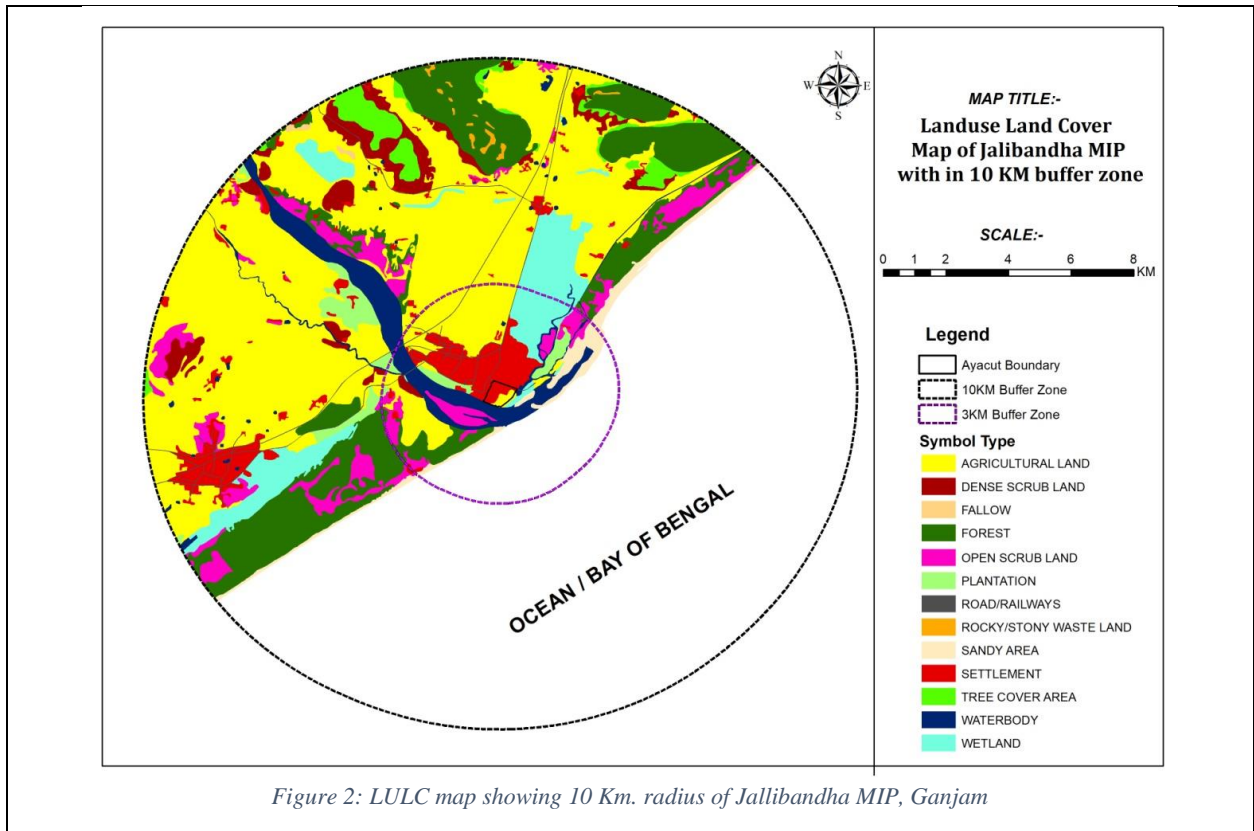 N
W
E
S
OCEAN / BAY OF BENGAL
MAP TITLE:-
Landuse Land Cover
Map of Jalibandha MIP
with in 10 KM buffer zone
SCALE:-
0 1 2 4 6 8
KM
Legend
Ayacut Boundary
10KM Buffer Zone
3KM Buffer Zone
Symbol Type
AGRICULTURAL LAND
DENSE SCRUB LAND
FALLOW
FOREST
OPEN SCRUB LAND
PLANTATION
ROAD/RAILWAYS
ROCKY/STONY WASTE LAND
SANDY AREA
SETTLEMENT
TREE COVER AREA
WATERBODY
WETLAND
Figure 2: LULC map showing 10 Km. radius of Jallibandha MIP, Ganjam